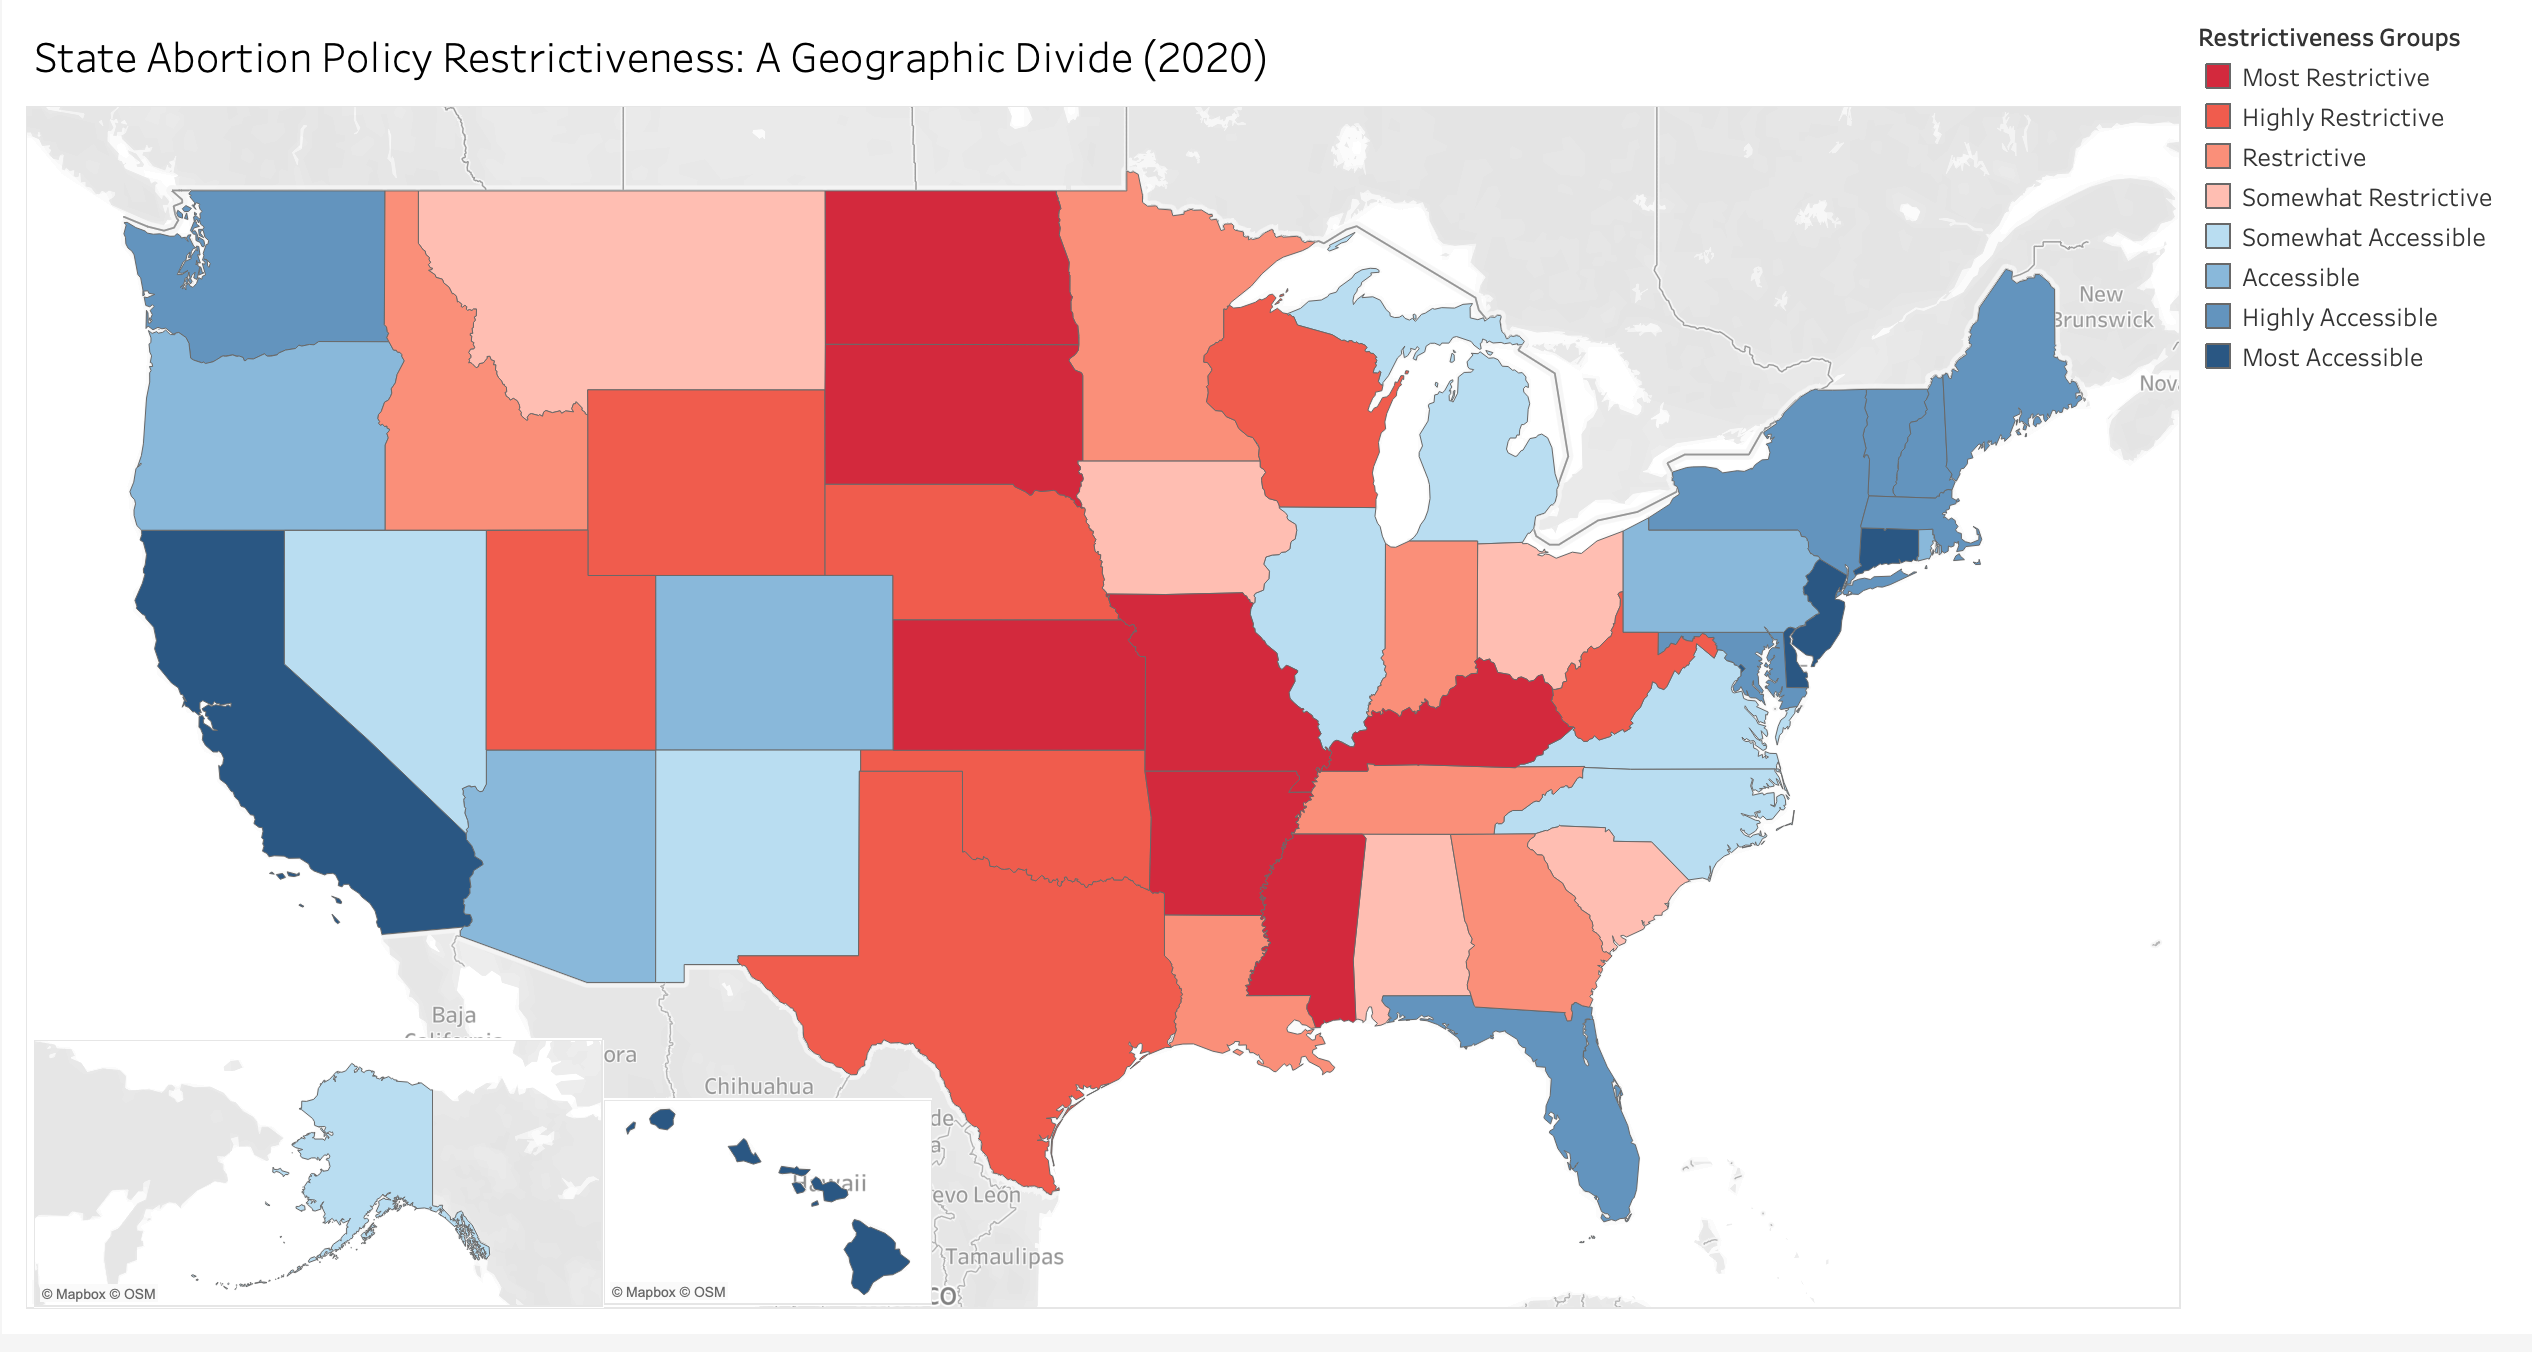 State Abortion Policy Restrictiveness: A Geographic Divide (2020)
Restrictiveness Groups
Most Restrictive
Highly Restrictive
Restrictive
Somewhat Restrictive
Somewhat Accessible
Accessible
Highly Accessible
Most Accessible
New
Brunswick
Nov
Baja
ora
Chihuahua
de
a
Hawaii
evo León
Tamaulipas
co
© Mapbox © OSM
© Mapbox © OSM